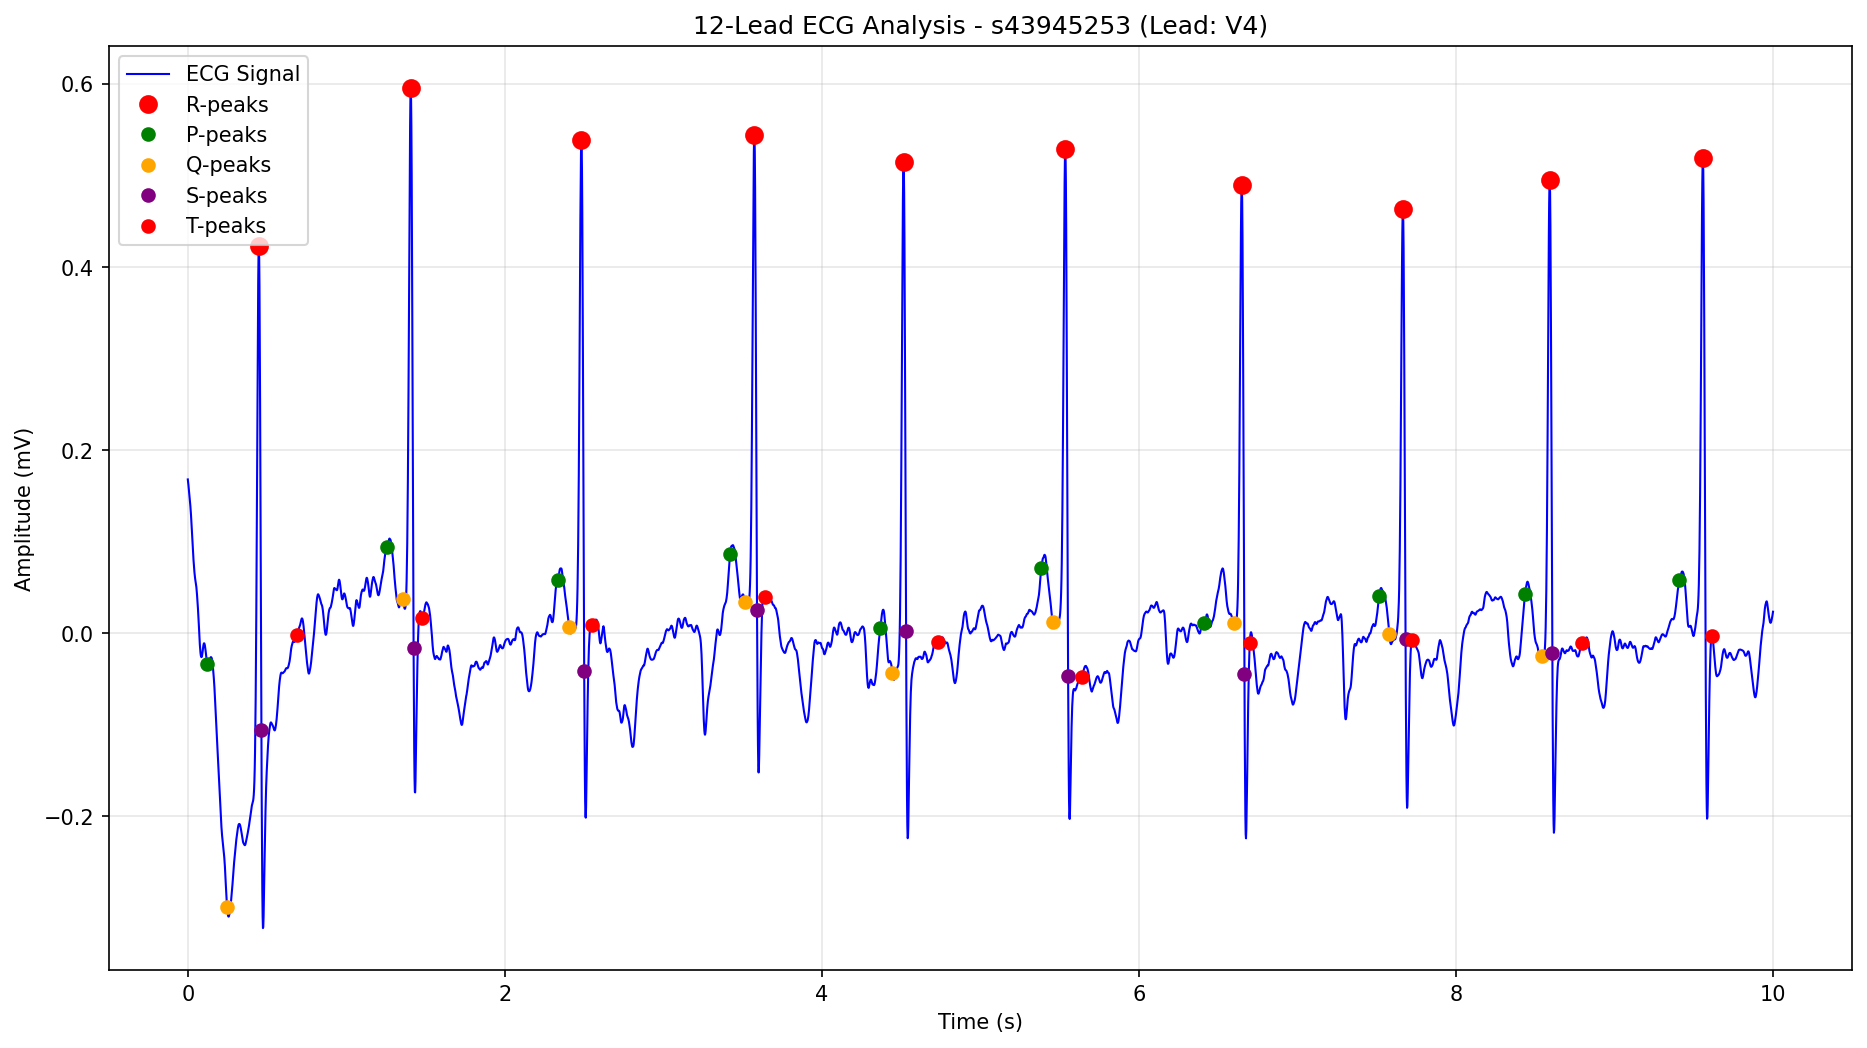 12-Lead ECG Analysis - s43945253 (Lead: V4)
ECG Signal
R-peaks
P-peaks
Q-peaks
S-peaks
T-peaks
Amplitude (mV)
0.6
0.4
0.2
0.0
−0.2
0 2 4 6 8 10
Time (s)